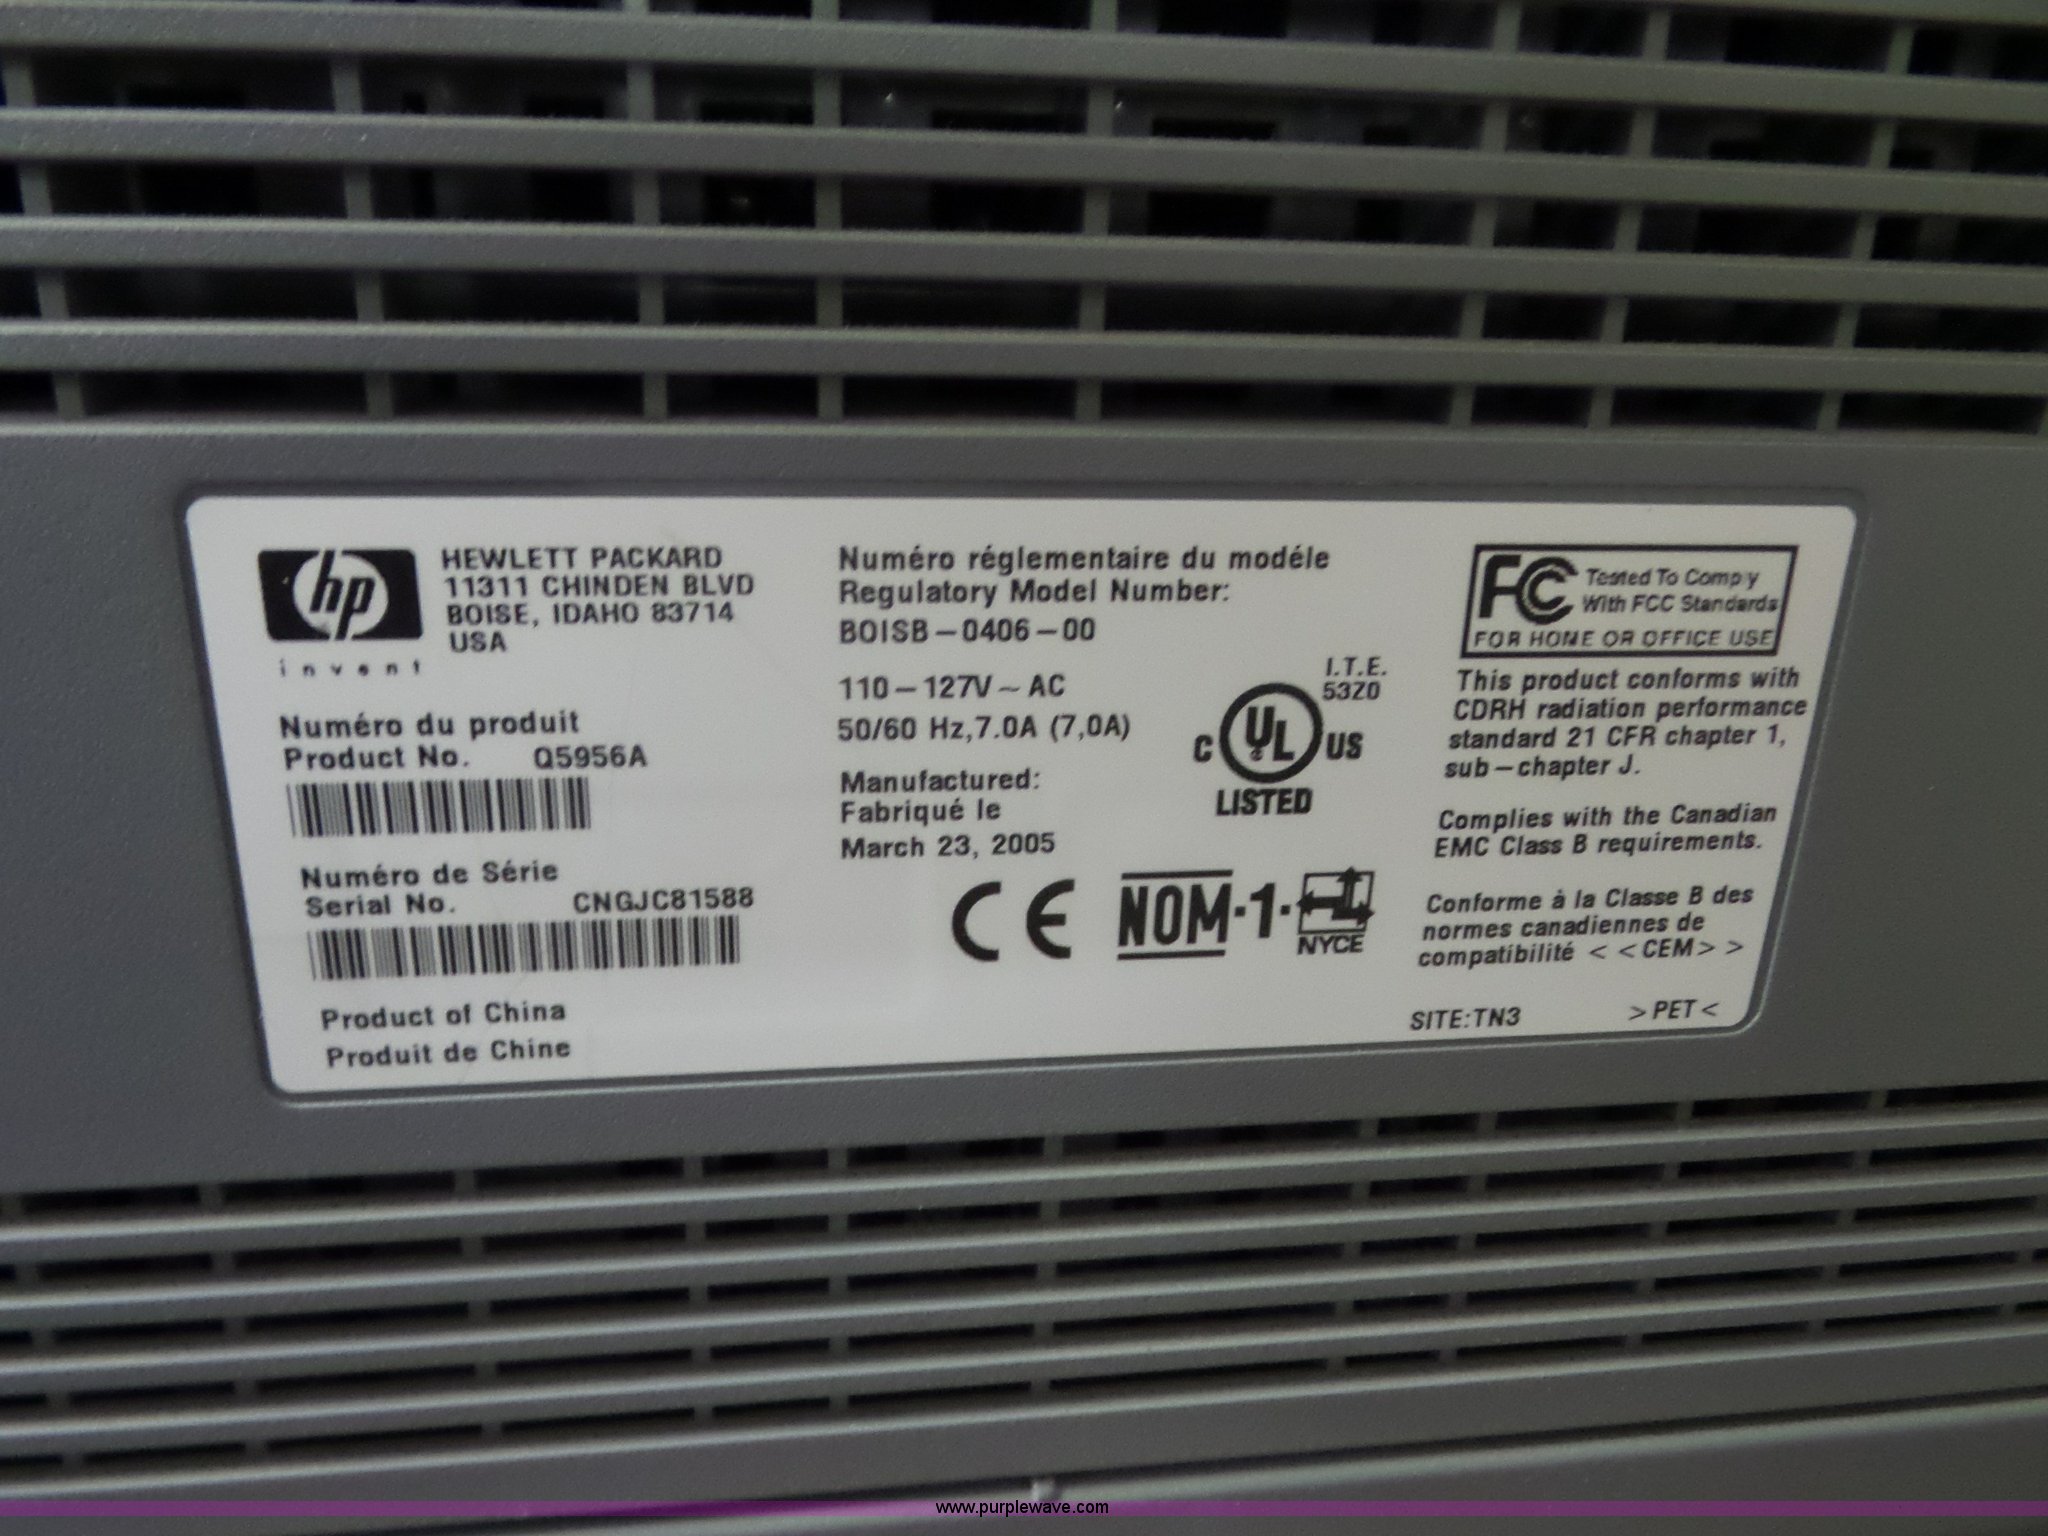 hp
invent
HEWLETT PACKARD
11311 CHINDEN BLVD
BOISE, IDAHO 83714
USA
Numéro du produit
Product No. Q5956A
Numéro de Série
Serial No. CNGJC81588
Product of China
Produit de Chine
Numéro réglementaire du modéle
Regulatory Model Number:
BOISB-0406-00
110-127V~AC
50/60 Hz,7.0A (7,0A)
Manufactured:
Fabriqué le
March 23, 2005
I.T.E.
53Z0
C UL US
LISTED
CE NOM-1-
NYCE
FC Tested To Comply
With FCC Standards
FOR HOME OR OFFICE USE
This product conforms with
CDRH radiation performance
standard 21 CFR chapter 1,
sub-chapter J.
Complies with the Canadian
EMC Class B requirements.
Conforme à la Classe B des
normes canadiennes de
compatibilité <<CEM>>
SITE:TN3 >PET<
www.purplewave.com